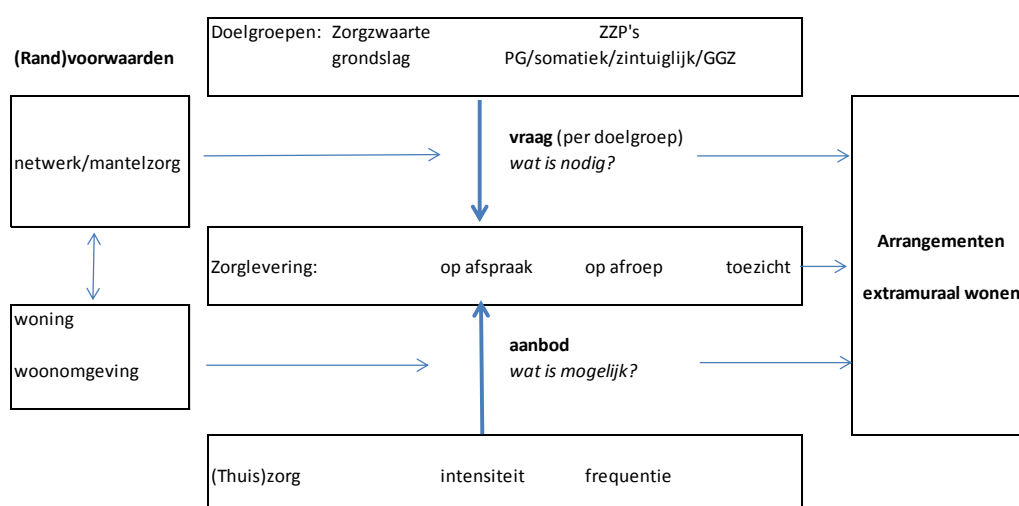 Doelgroepen: Zorgzwaarte ZZP's
(Rand)voorwaarden
grondslag PG/somatiek/zintuiglijk/GGZ
netwerk/mantelzorg
vraag (per doelgroep)
wat is nodig?
Zorglevering: op afspraak op afroep toezicht
Arrangementen
extramuraal wonen
woning
woonomgeving
aanbod
wat is mogelijk?
(Thuis)zorg intensiteit frequentie